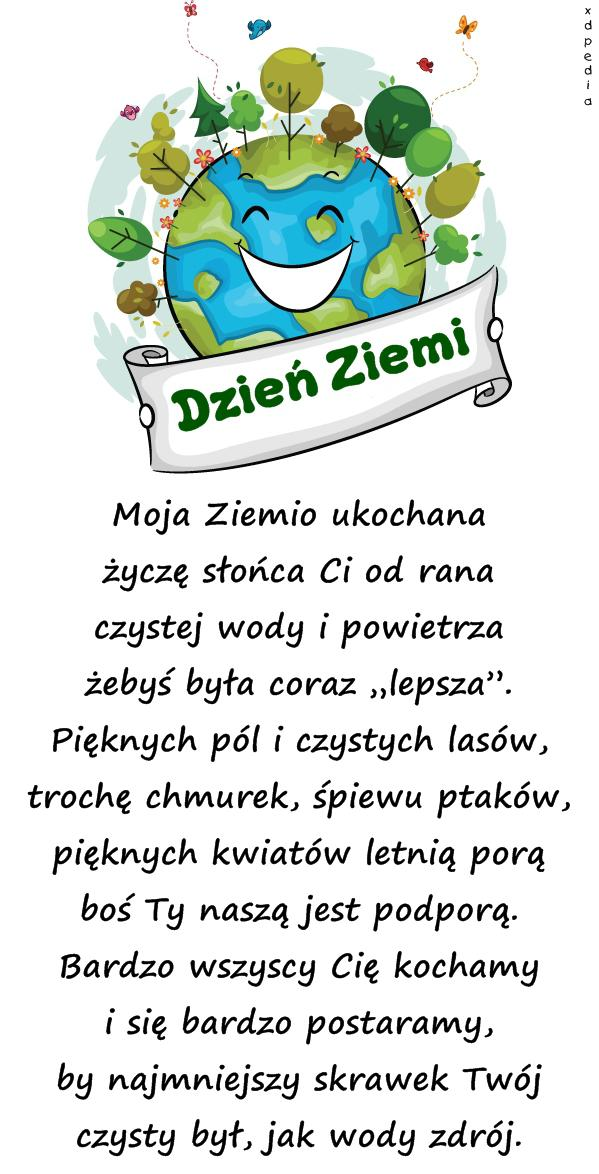 xdpedia
Dzień Ziemi
Moja Ziemio ukochana
życzę słońca Ci od rana
czystej wody i powietrza
żebyś była coraz „lepsza”.
Pięknych pól i czystych lasów,
trochę chmurek, śpiewu ptaków,
pięknych kwiatów letnią porą
boś Ty naszą jest podporą.
Bardzo wszyscy Cię kochamy
i się bardzo postaramy,
by najmniejszy skrawek Twój
czysty był, jak wody zdrój.